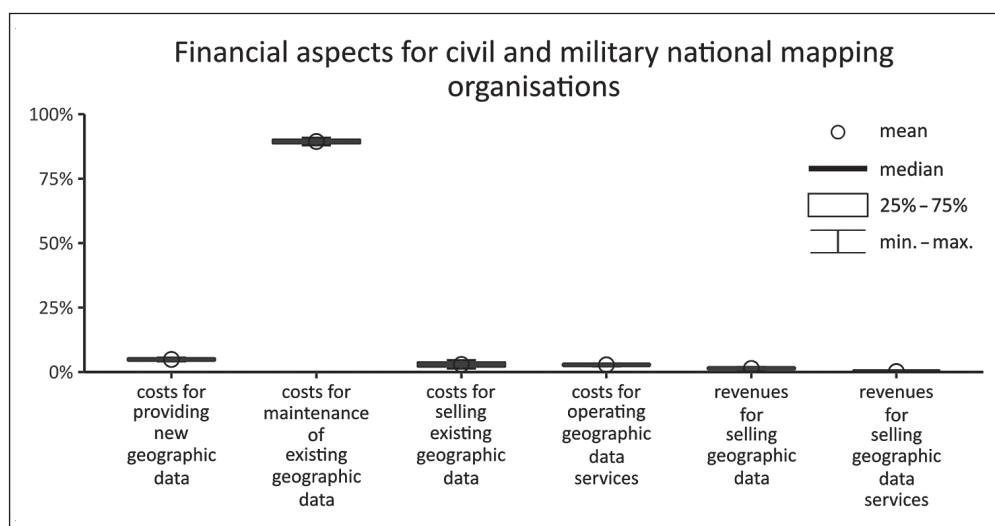 Financial aspects for civil and military national mapping
organisations
100%
75%
50%
25%
0%
mean
median
25% – 75%
min. – max.
costs for
providing
new
geographic
data
costs for
maintenance
of
existing
geographic
data
costs for
selling
existing
geographic
data
costs for
operating
geographic
data
services
revenues
for
selling
geographic
data
revenues
for
selling
geographic
data
services